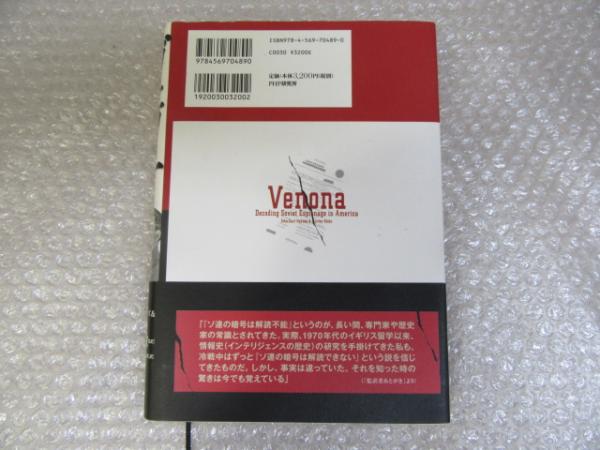 ISBN978-4-569-70489-0
C0030 ¥3200E
9784569704890
定価:本体3,200円(税別)
PHP研究所
1920030032002
Venona
Decoding Soviet Espionage in America
「『ソ連の暗号は解読不能』というのが、長い間、専門家や歴史
家の常識とされてきた。実際、1970年代のイギリス留学以来、
情報史(インテリジェンスの歴史)の研究を手掛けてきた私も、
冷戦中はずっと『ソ連の暗号は解読できない』という説を信じ
てきたものだ。しかし、事実は違っていた。それを知った時の
驚きは今でも覚えている」
(「監訳者あとがき」より)